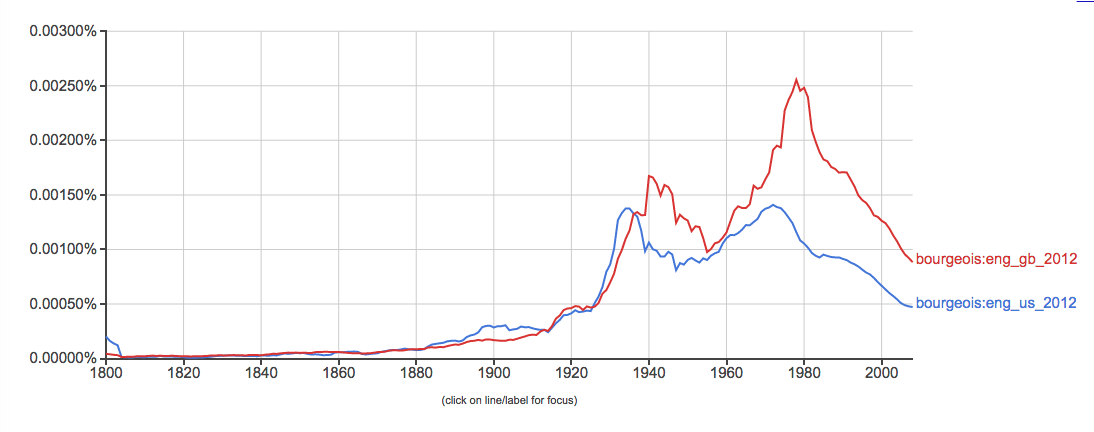 0.00300%
0.00250%
0.00200%
0.00150%
0.00100%
bourgeois:eng_gb_2012
0.00050%
bourgeois:eng_us_2012
0.00000%
1800 1820 1840 1860 1880 1900 1920 1940 1960 1980 2000
(click on line/label for focus)